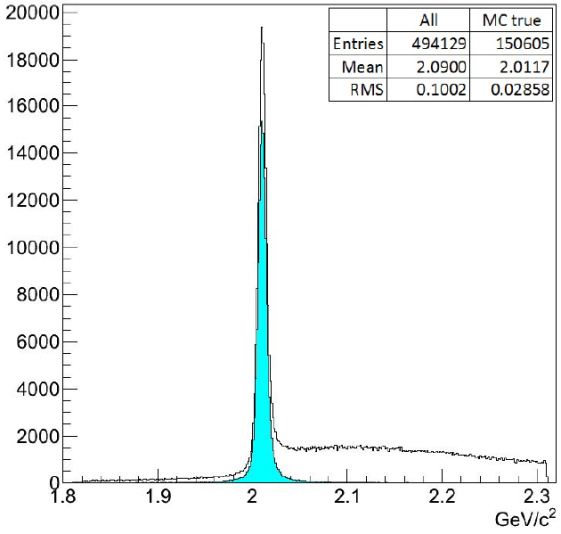 20000
18000
16000
14000
12000
10000
8000
6000
4000
2000
0
All MC true
Entries 494129 150605
Mean 2.0900 2.0117
RMS 0.1002 0.02858
1.8 1.9 2 2.1 2.2 2.3
GeV/c²